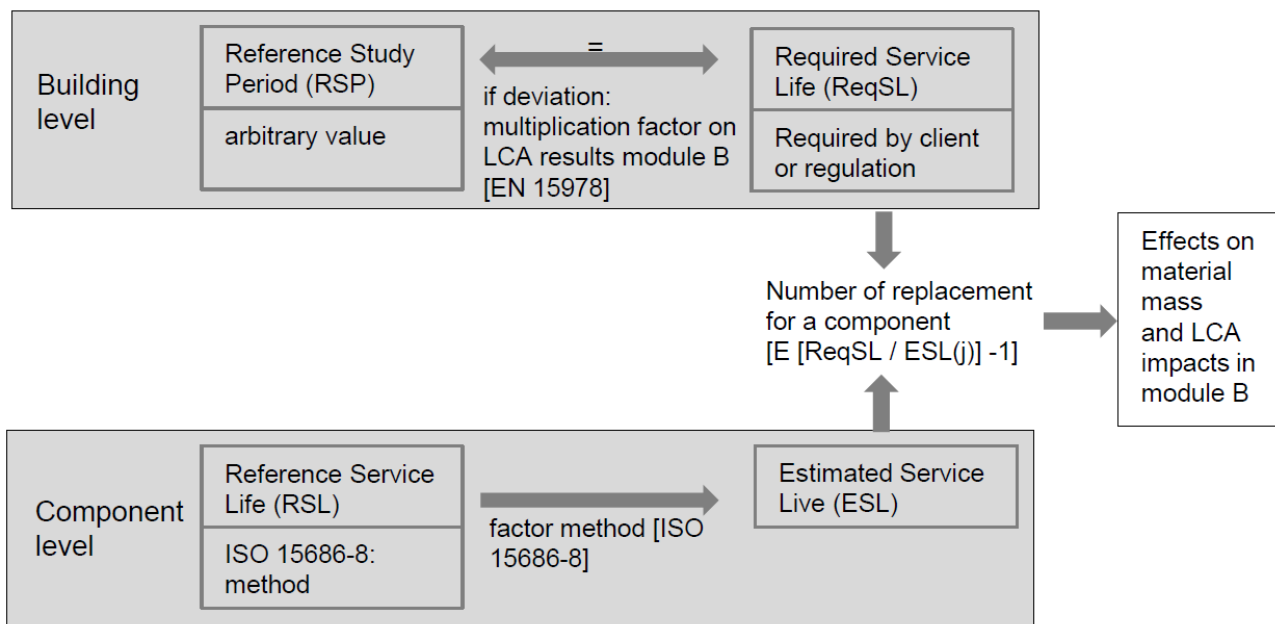 Building
level
Reference Study
Period (RSP)
arbitrary value
=
if deviation:
multiplication factor on
LCA results module B
[EN 15978]
Required Service
Life (ReqSL)
Required by client
or regulation
Number of replacement
for a component
[E [ReqSL / ESL(j)] -1]
Effects on
material
mass
and LCA
impacts in
module B
Component
level
Reference Service
Life (RSL)
ISO 15686-8:
method
factor method [ISO
15686-8]
Estimated Service
Live (ESL)